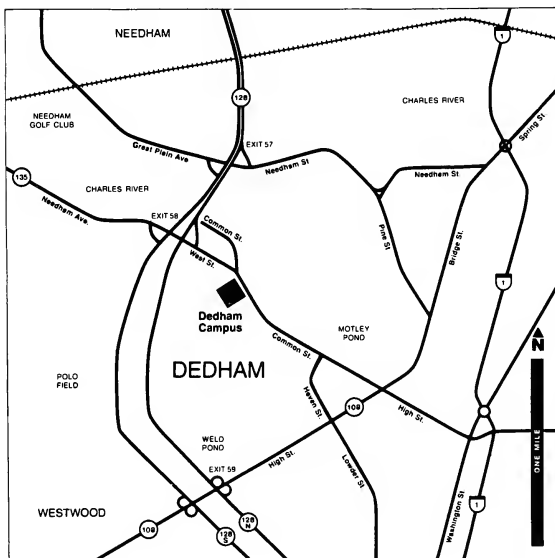 NEEDHAM
1
128
CHARLES RIVER
NEEDHAM
GOLF CLUB
Spring St
EXIT 57
Great Plein Ave
Needham St
Needham St.
135
CHARLES RIVER
Needham Ave.
EXIT 58
Common St.
Pine St
Bridge St.
West St.
1
Dedham
Campus
MOTLEY
POND
Common St.
N
DEDHAM
POLO
FIELD
Haven St.
109
High St.
WELD
POND
High St.
ONE MILE
EXIT 59
Lowder St.
WESTWOOD
Washington St
1
109
128
S
128
N